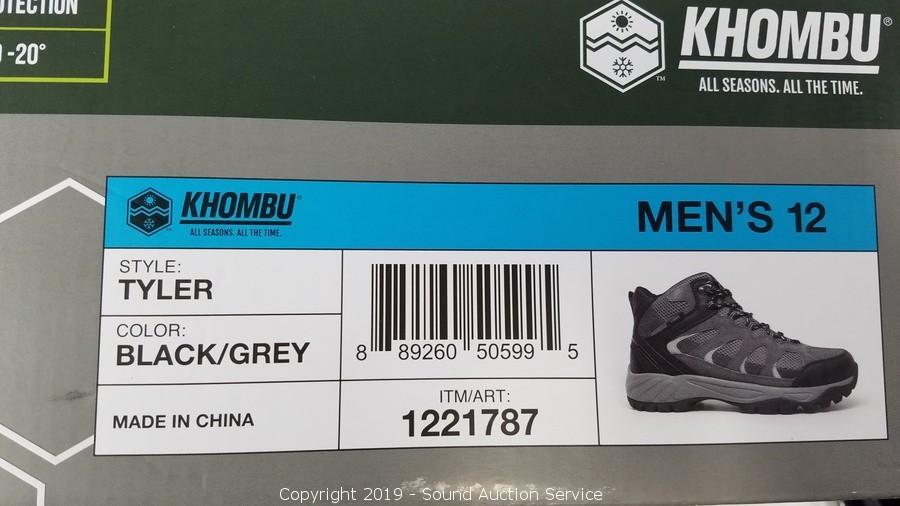 OTECTION
-20°
KHOMBU®
ALL SEASONS. ALL THE TIME.
KHOMBU®
ALL SEASONS. ALL THE TIME.
MEN'S 12
STYLE:
TYLER
COLOR:
BLACK/GREY
MADE IN CHINA
8 89260 50599 5
ITM/ART:
1221787
Copyright 2019 - Sound Auction Service